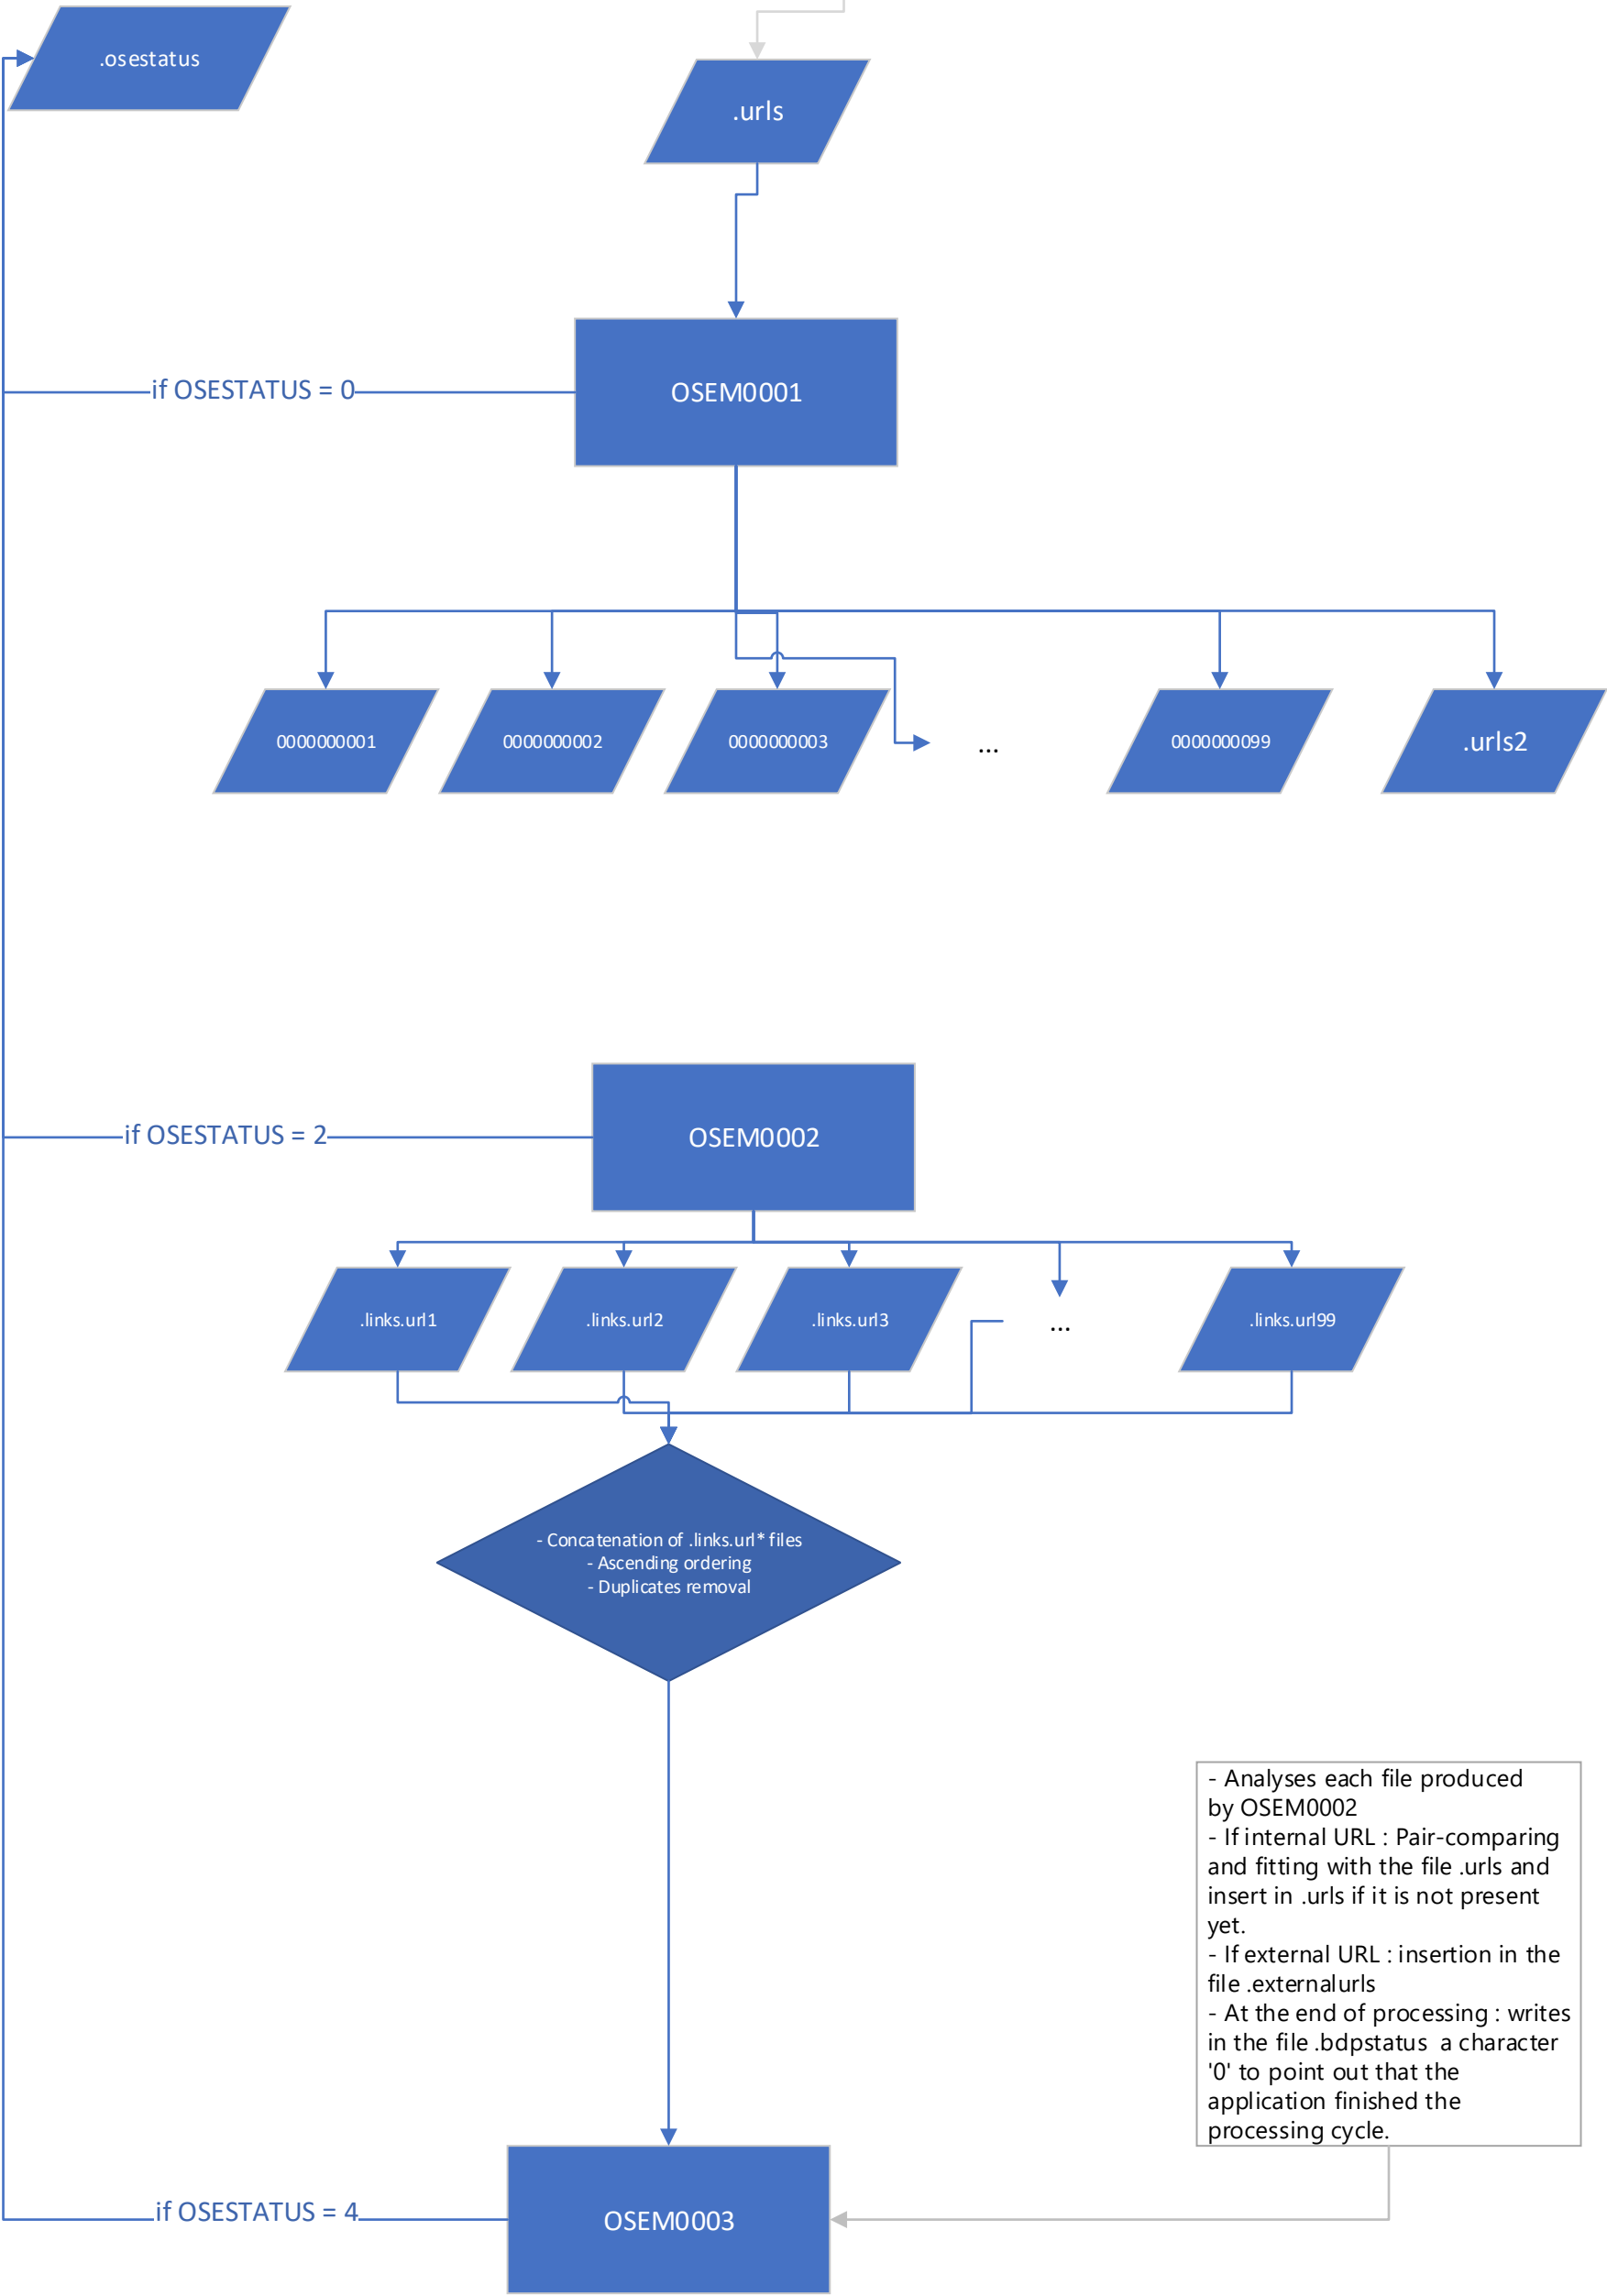 .osestatus
.urls
if OSESTATUS = 0
OSEM0001
0000000001
0000000002
0000000003
...
0000000099
.urls2
if OSESTATUS = 2
OSEM0002
.links.url1
.links.url2
.links.url3
...
.links.url99
- Concatenation of .links.url* files
- Ascending ordering
- Duplicates removal
- Analyses each file produced
by OSEM0002
- If internal URL : Pair-comparing
and fitting with the file .urls and
insert in .urls if it is not present
yet.
- If external URL : insertion in the
file .externalurls
- At the end of processing : writes
in the file .bdpstatus  a character
'0' to point out that the
application finished the
processing cycle.
if OSESTATUS = 4
OSEM0003